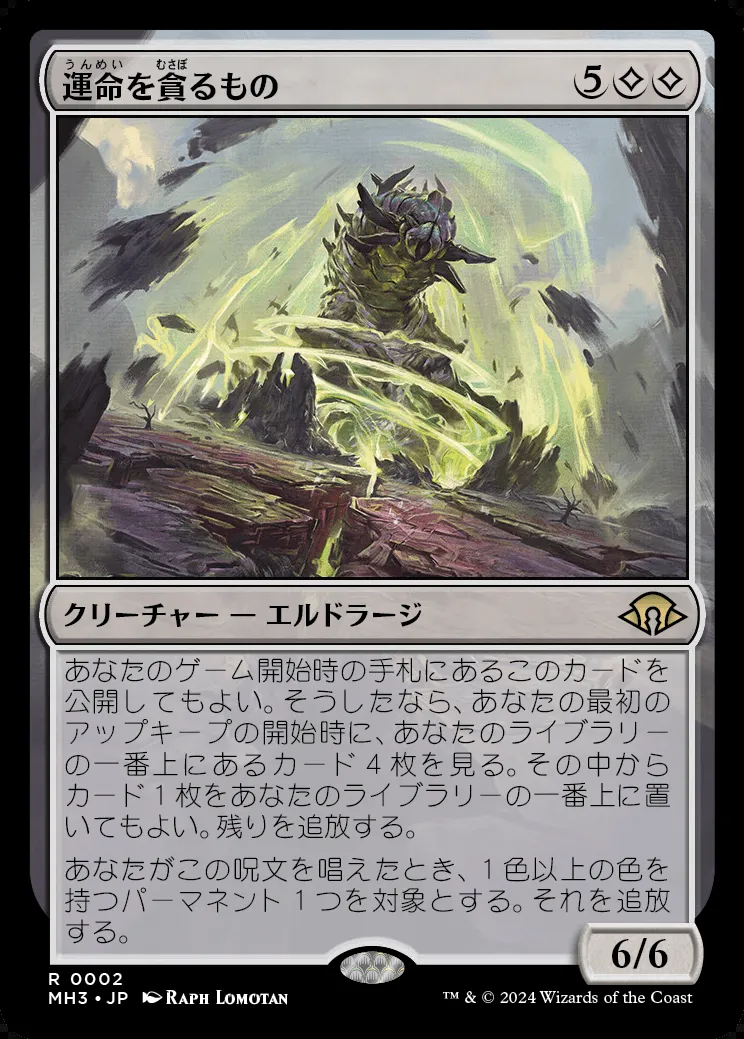 うんめい むさぼ
運命を貪るもの 5
クリーチャー — エルドラージ
あなたのゲーム開始時の手札にあるこのカードを
公開してもよい。そうしたなら、あなたの最初の
アップキープの開始時に、あなたのライブラリー
の一番上にあるカード４枚を見る。その中から
カード１枚をあなたのライブラリーの一番上に置
いてもよい。残りを追放する。
あなたがこの呪文を唱えたとき、１色以上の色を
持つパーマネント１つを対象とする。それを追放
する。
6/6
R 0002
MH3 • JP Raph Lomotan
™ & © 2024 Wizards of the Coast